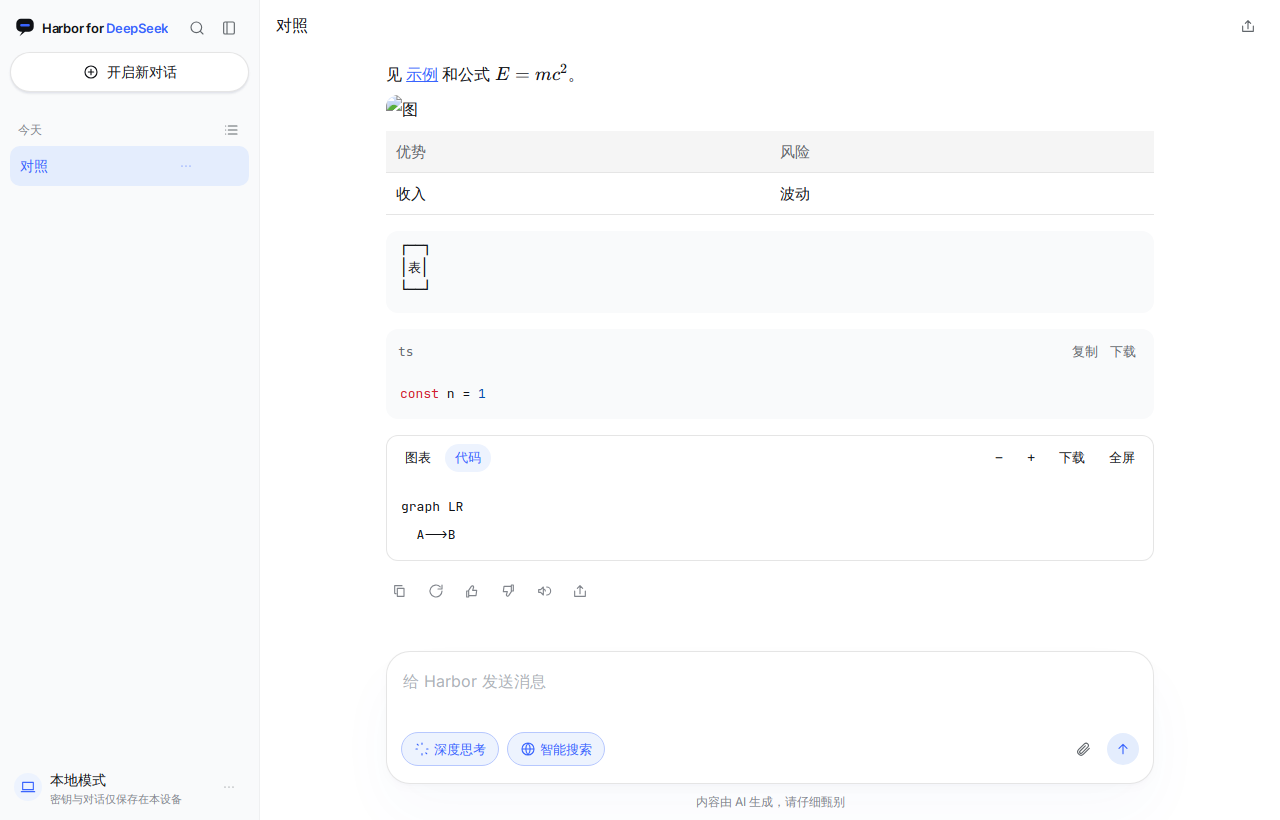 Harbor for DeepSeek
开启新对话
今天
对照
本地模式
密钥与对话仅保存在本设备
对照
见 示例 和公式 E = mc²。
图
优势 风险
收入 波动
┌──┐
│表│
└──┘
ts 复制 下载
const n = 1
图表 代码 − + 下载 全屏
graph LR
  A-->B
给 Harbor 发送消息
深度思考 智能搜索
内容由 AI 生成，请仔细甄别